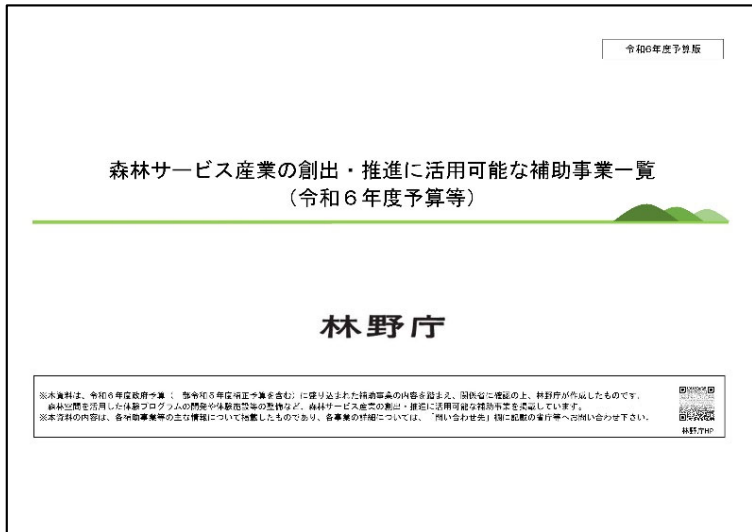 令和6年度予算版
森林サービス産業の創出・推進に活用可能な補助事業一覧
(令和6年度予算等)
林野庁
※本資料は、令和6年度政府予算(一部令和5年度補正予算を含む)に盛り込まれた補助事業の内容を踏まえ、関係省に確認の上、林野庁が作成したものです。
森林空間を活用した体験プログラムの開発や体験施設等の整備など、森林サービス産業の創出・推進に活用可能な補助事業を掲載しています。
※本資料の内容は、各補助事業等の主な情報について掲載したものであり、各事業の詳細については、「問い合わせ先」欄に記載の省庁等へお問い合わせ下さい。
林野庁HP